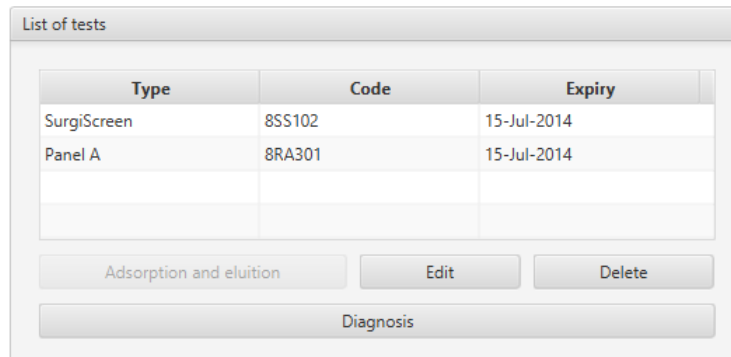 List of tests
Type Code Expiry
SurgiScreen 8SS102 15-Jul-2014
Panel A 8RA301 15-Jul-2014
Adsorption and eluition Edit Delete
Diagnosis